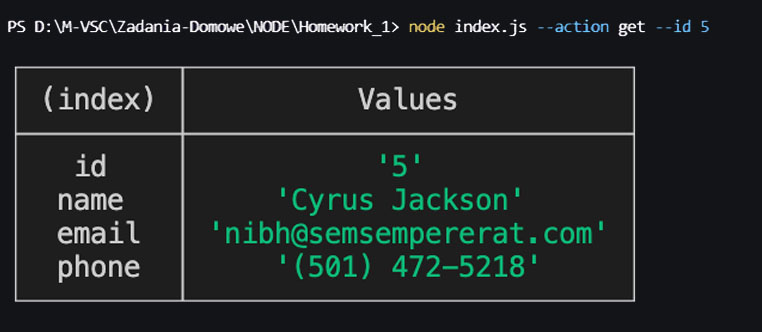 PS D:\M-VSC\Zadania-Domowe\NODE\Homework_1> node index.js --action get --id 5
(index) Values
id '5'
name 'Cyrus Jackson'
email 'nibh@semsempererat.com'
phone '(501) 472-5218'